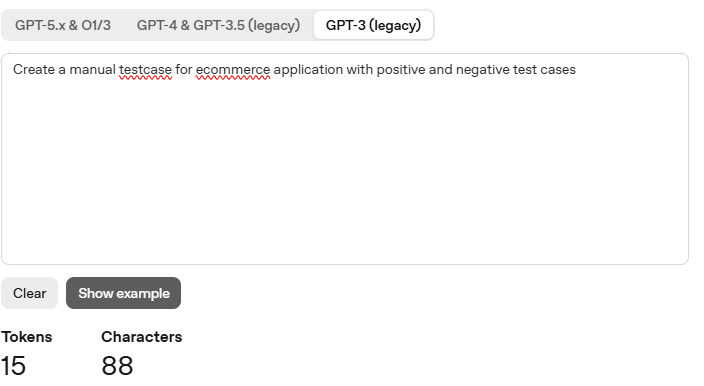 GPT-5.x & O1/3 GPT-4 & GPT-3.5 (legacy) GPT-3 (legacy)
Create a manual testcase for ecommerce application with positive and negative test cases
Clear Show example
Tokens Characters
15 88